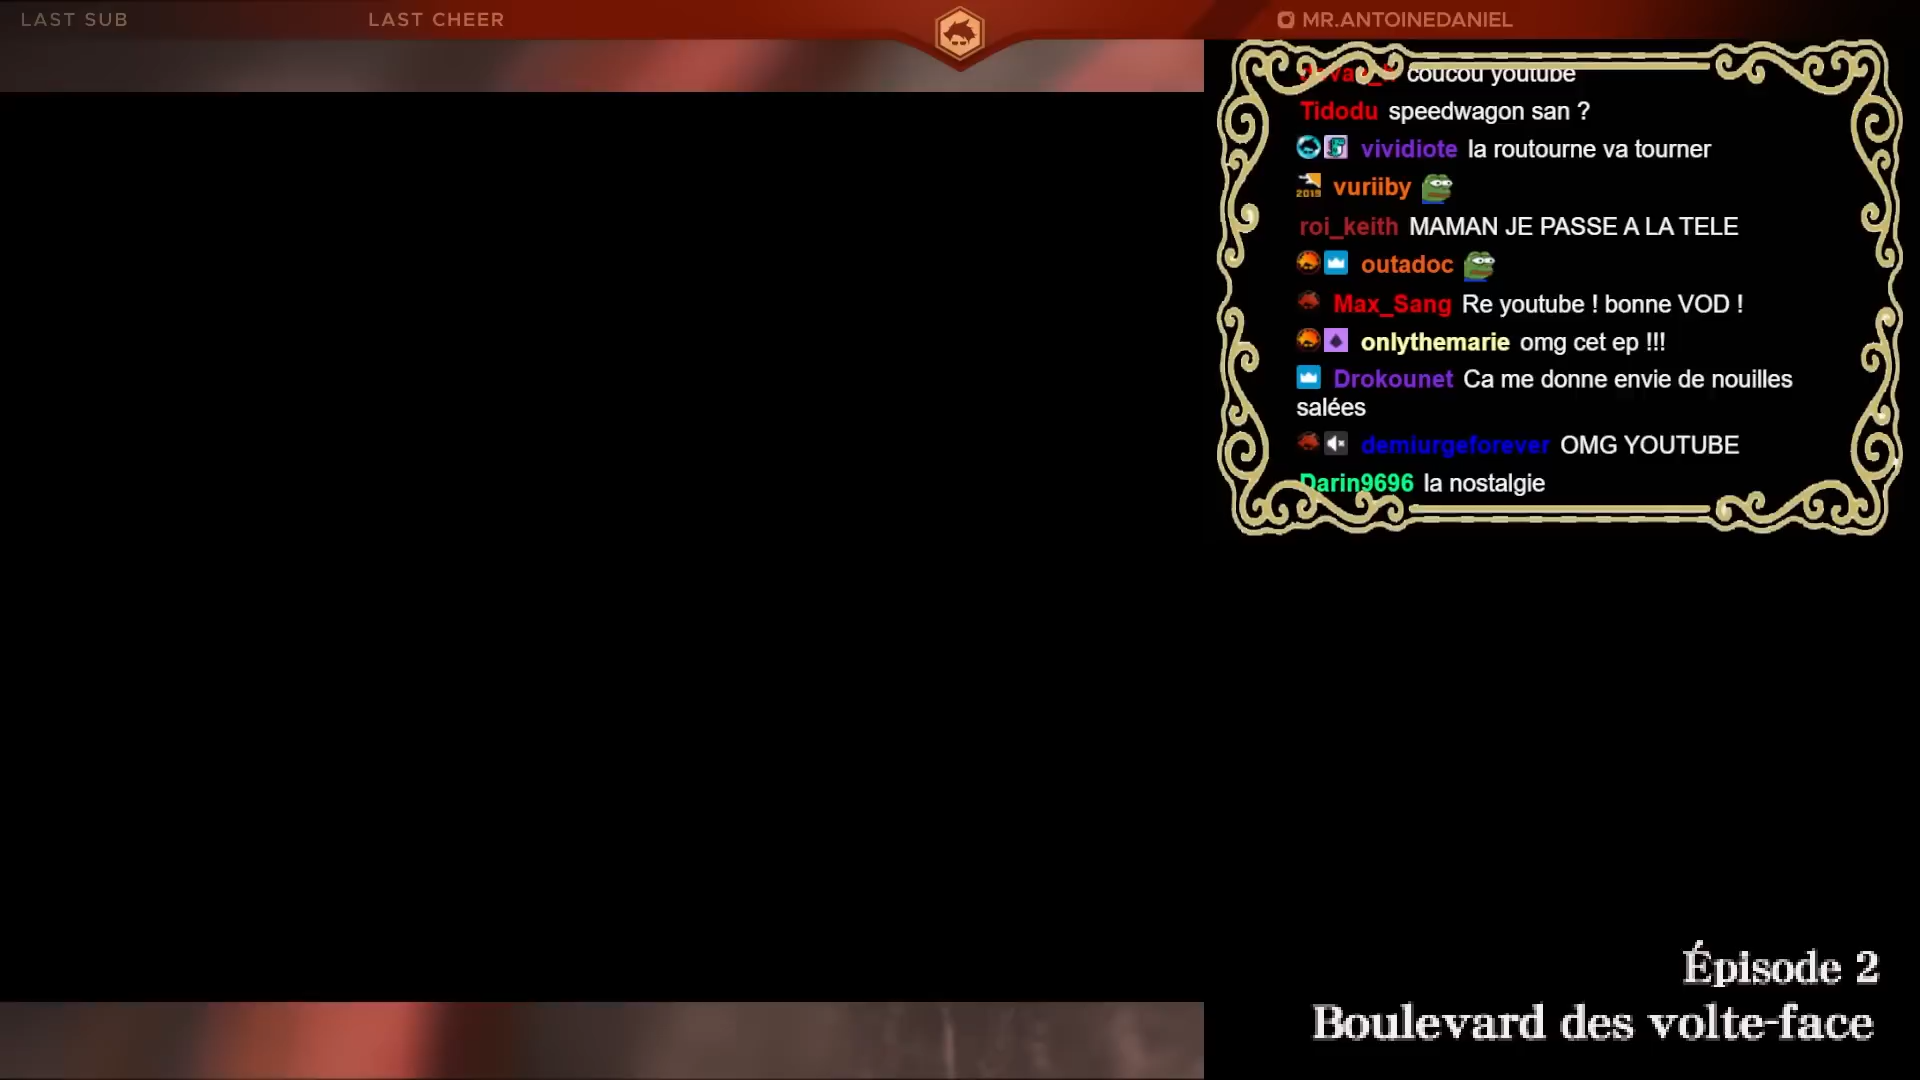 LAST SUB
LAST CHEER
MR.ANTOINEDANIEL
coucou youtube
Tidodu speedwagon san ?
vividiote la routourne va tourner
2019 vuriiby
roi_keith MAMAN JE PASSE A LA TELE
outadoc
Max_Sang Re youtube ! bonne VOD !
onlythemarie omg cet ep !!!
Drokounet Ca me donne envie de nouilles
salées
demiurgeforever OMG YOUTUBE
Darin9696 la nostalgie
Épisode 2
Boulevard des volte-face